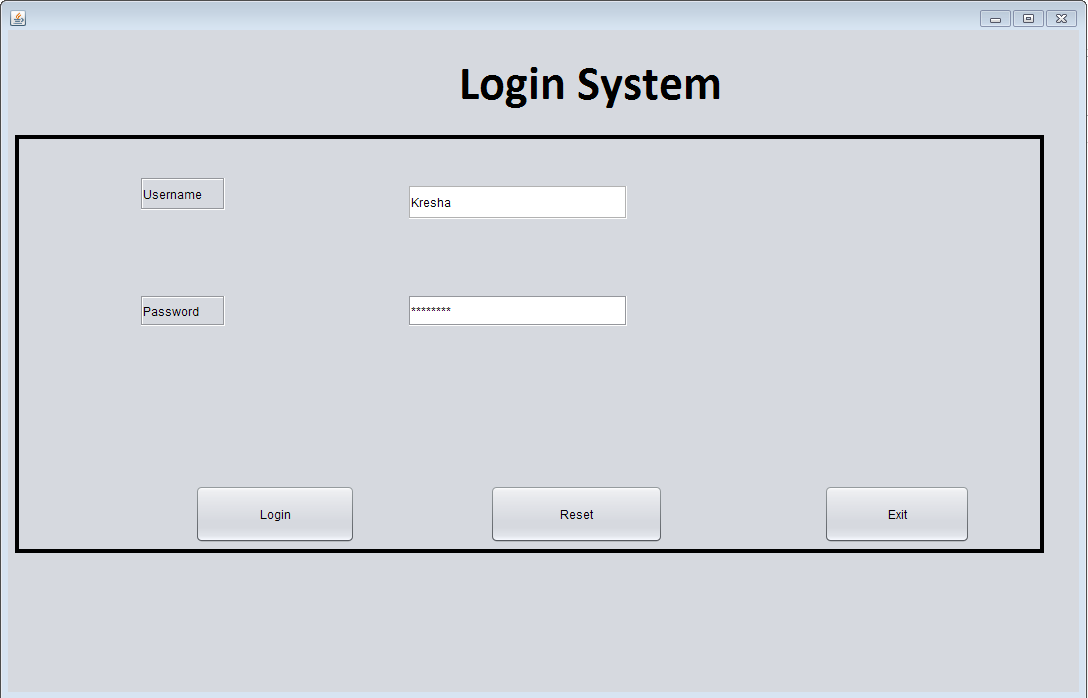 Login System
Username
Kresha
Password
********
Login
Reset
Exit